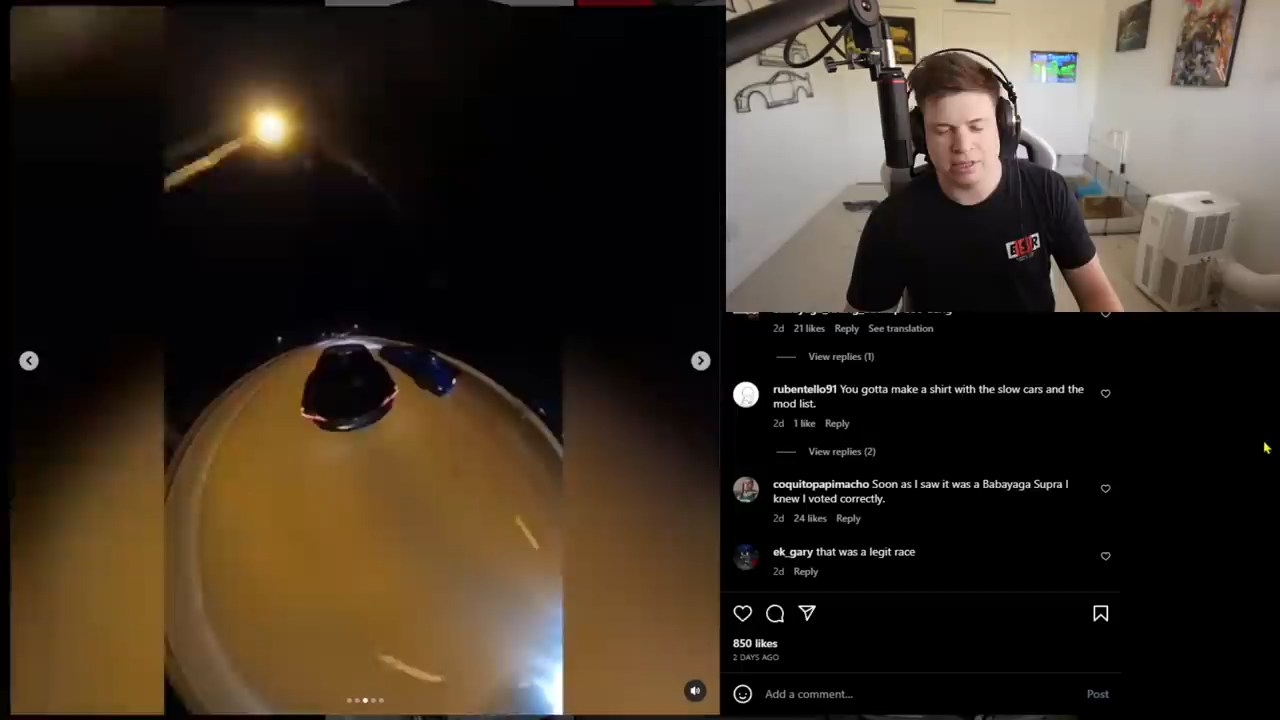 ESR
2d 21 likes Reply See translation
View replies (1)
rubentello91 You gotta make a shirt with the slow cars and the
mod list.
2d 1 like Reply
View replies (2)
coquitopapimacho Soon as I saw it was a Babayaga Supra I
knew I voted correctly.
2d 24 likes Reply
ek_gary that was a legit race
2d Reply
850 likes
2 DAYS AGO
Add a comment... Post